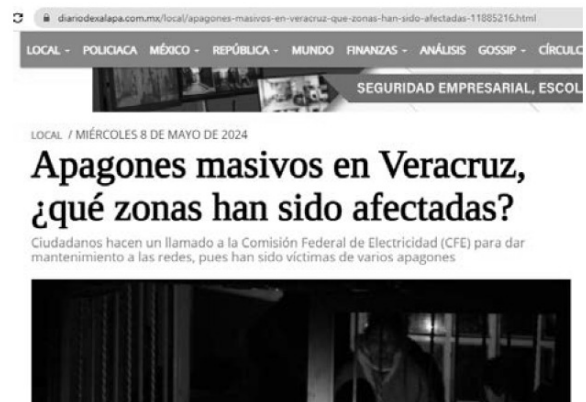 diariodexalapa.com.mx/local/apagones-masivos-en-veracruz-que-zonas-han-sido-afectadas-11885216.html
LOCAL - POLICIACA MÉXICO - REPÚBLICA - MUNDO FINANZAS - ANÁLISIS GOSSIP - CÍRCULO
SEGURIDAD EMPRESARIAL, ESCOL
LOCAL / MIÉRCOLES 8 DE MAYO DE 2024
Apagones masivos en Veracruz,
¿qué zonas han sido afectadas?
Ciudadanos hacen un llamado a la Comisión Federal de Electricidad (CFE) para dar
mantenimiento a las redes, pues han sido víctimas de varios apagones